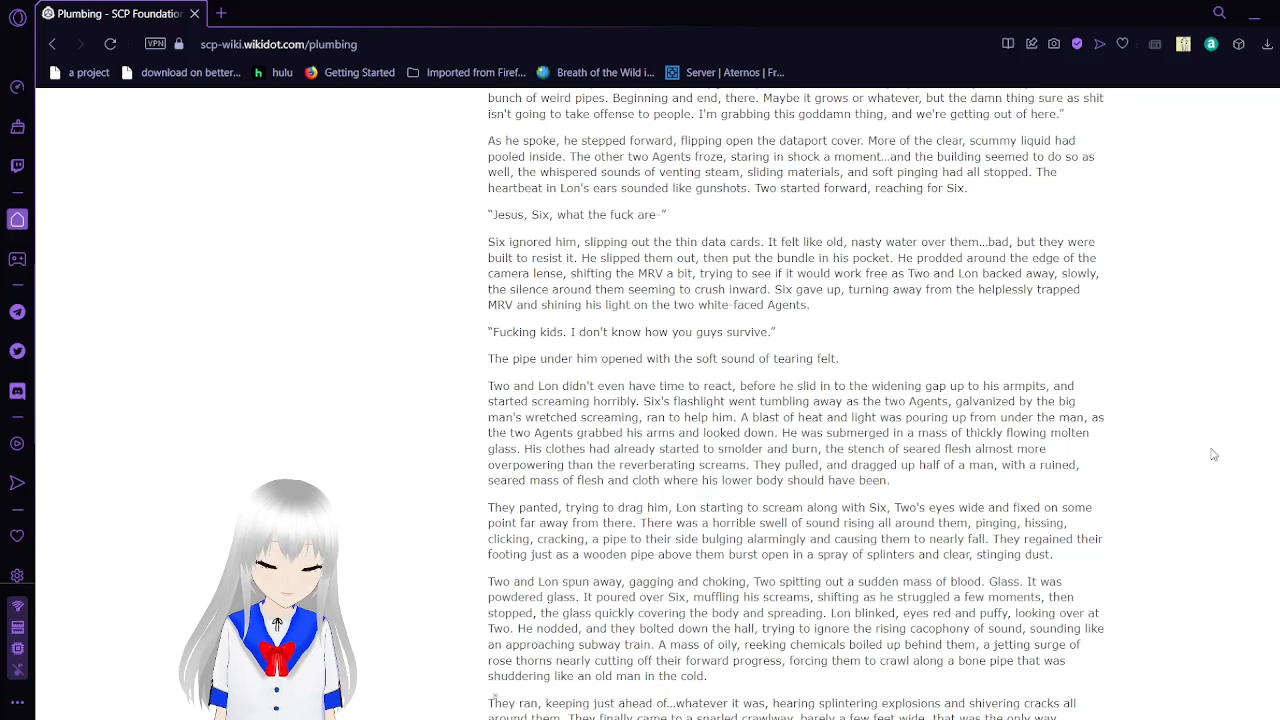 Plumbing - SCP Foundatio
VPN
scp-wiki.wikidot.com/plumbing
a project
download on better...
hulu
Getting Started
Imported from Firef...
Breath of the Wild i...
Server | Aternos | Fr...
bunch of weird pipes. Beginning and end, there. Maybe it grows or whatever, but the damn thing sure as shit
isn't going to take offense to people. I'm grabbing this goddamn thing, and we're getting out of here.”
As he spoke, he stepped forward, flipping open the dataport cover. More of the clear, scummy liquid had
pooled inside. The other two Agents froze, staring in shock a moment…and the building seemed to do so as
well, the whispered sounds of venting steam, sliding materials, and soft pinging had all stopped. The
heartbeat in Lon's ears sounded like gunshots. Two started forward, reaching for Six.
“Jesus, Six, what the fuck are-”
Six ignored him, slipping out the thin data cards. It felt like old, nasty water over them…bad, but they were
built to resist it. He slipped them out, then put the bundle in his pocket. He prodded around the edge of the
camera lense, shifting the MRV a bit, trying to see if it would work free as Two and Lon backed away, slowly,
the silence around them seeming to crush inward. Six gave up, turning away from the helplessly trapped
MRV and shining his light on the two white-faced Agents.
“Fucking kids. I don't know how you guys survive.”
The pipe under him opened with the soft sound of tearing felt.
Two and Lon didn't even have time to react, before he slid in to the widening gap up to his armpits, and
started screaming horribly. Six's flashlight went tumbling away as the two Agents, galvanized by the big
man's wretched screaming, ran to help him. A blast of heat and light was pouring up from under the man, as
the two Agents grabbed his arms and looked down. He was submerged in a mass of thickly flowing molten
glass. His clothes had already started to smolder and burn, the stench of seared flesh almost more
overpowering than the reverberating screams. They pulled, and dragged up half of a man, with a ruined,
seared mass of flesh and cloth where his lower body should have been.
They panted, trying to drag him, Lon starting to scream along with Six, Two's eyes wide and fixed on some
point far away from there. There was a horrible swell of sound rising all around them, pinging, hissing,
clicking, cracking, a pipe to their side bulging alarmingly and causing them to nearly fall. They regained their
footing just as a wooden pipe above them burst open in a spray of splinters and clear, stinging dust.
Two and Lon spun away, gagging and choking, Two spitting out a sudden mass of blood. Glass. It was
powdered glass. It poured over Six, muffling his screams, shifting as he struggled a few moments, then
stopped, the glass quickly covering the body and spreading. Lon blinked, eyes red and puffy, looking over at
Two. He nodded, and they bolted down the hall, trying to ignore the rising cacophony of sound, sounding like
an approaching subway train. A mass of oily, reeking chemicals boiled up behind them, a jetting surge of
rose thorns nearly cutting off their forward progress, forcing them to crawl along a bone pipe that was
shuddering like an old man in the cold.
They ran, keeping just ahead of…whatever it was, hearing splintering explosions and shivering cracks all
around them. They finally came to a snarled crawlway, barely a few feet wide, that was the only way